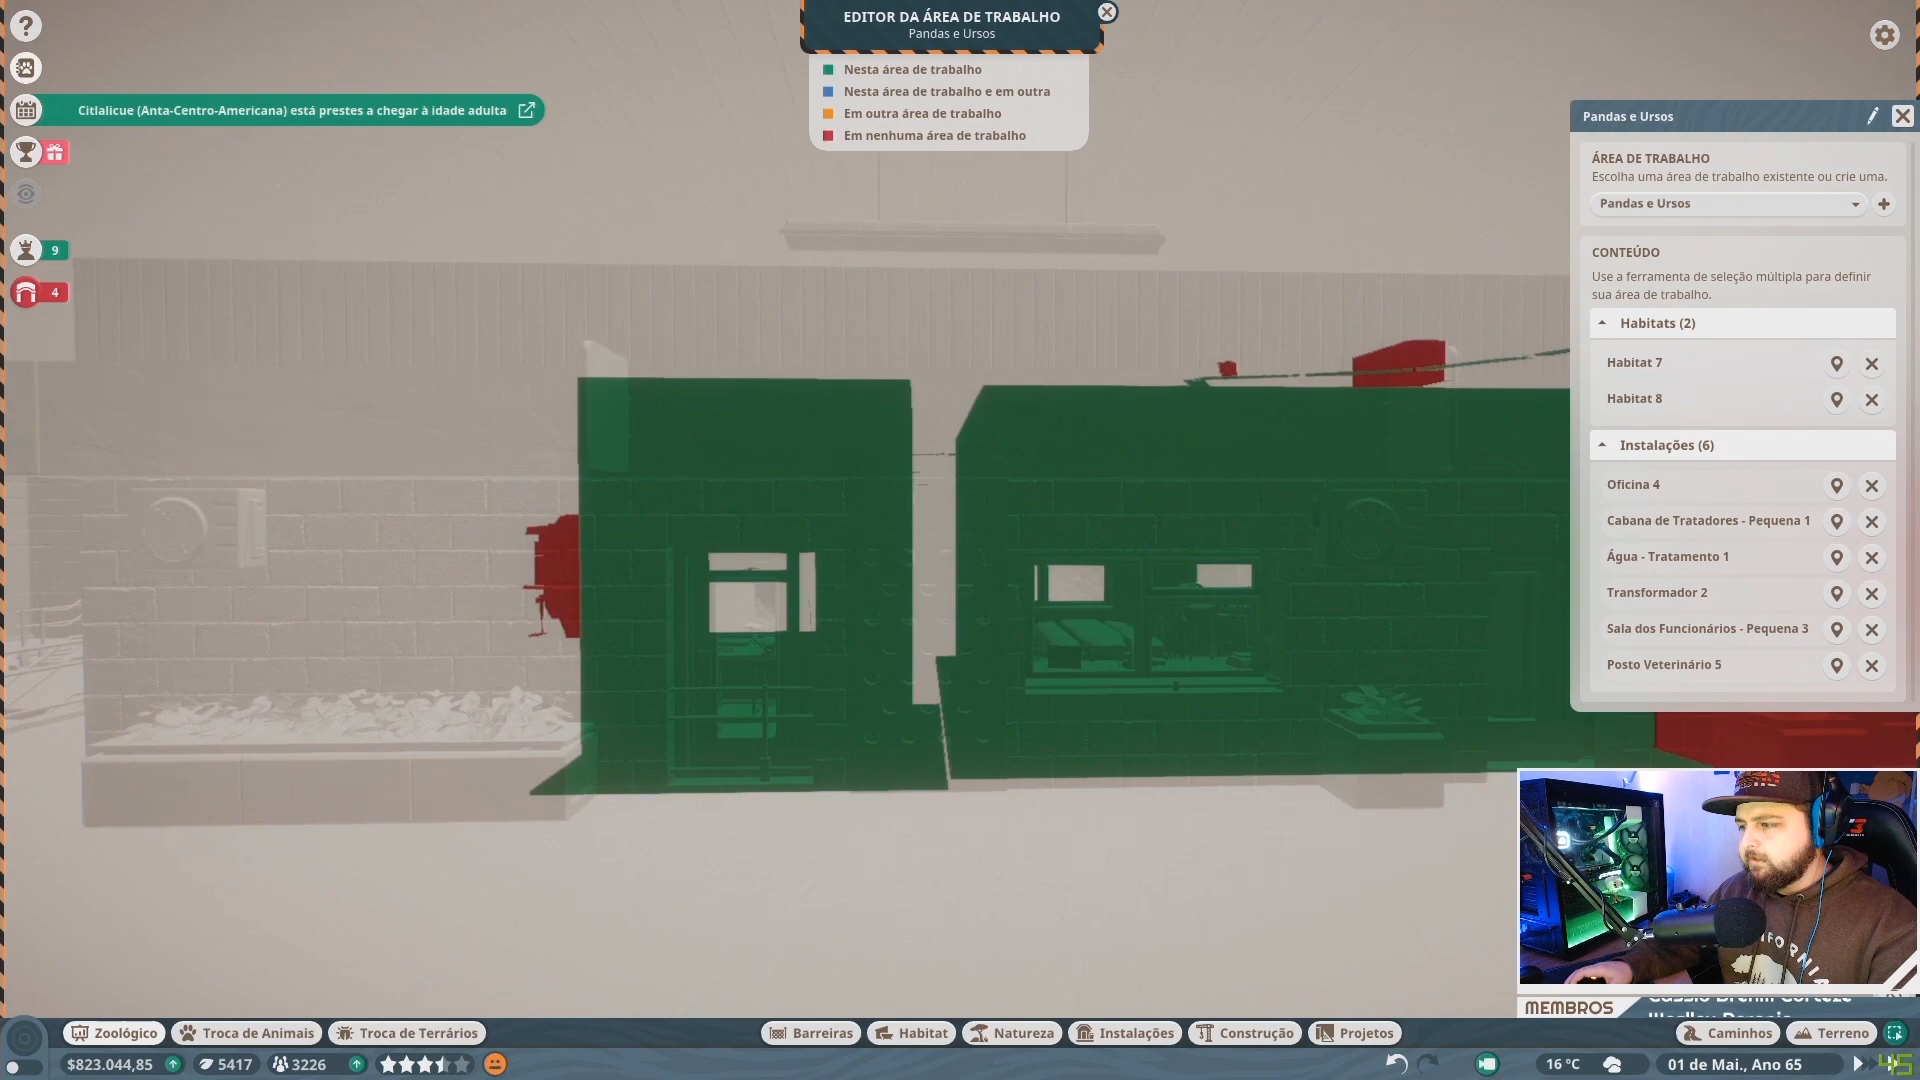 EDITOR DA ÁREA DE TRABALHO
Pandas e Ursos
Nesta área de trabalho
Nesta área de trabalho e em outra
Em outra área de trabalho
Em nenhuma área de trabalho
Citlalicue (Anta-Centro-Americana) está prestes a chegar à idade adulta
9
4
Pandas e Ursos
ÁREA DE TRABALHO
Escolha uma área de trabalho existente ou crie uma.
Pandas e Ursos
CONTEÚDO
Use a ferramenta de seleção múltipla para definir
sua área de trabalho.
Habitats (2)
Habitat 7
Habitat 8
Instalações (6)
Oficina 4
Cabana de Tratadores - Pequena 1
Água - Tratamento 1
Transformador 2
Sala dos Funcionários - Pequena 3
Posto Veterinário 5
MEMBROS
Zoológico
Troca de Animais
Troca de Terrários
Barreiras
Habitat
Natureza
Instalações
Construção
Projetos
Caminhos
Terreno
$823.044,85
5417
3226
16 °C
01 de Mai., Ano 65
45